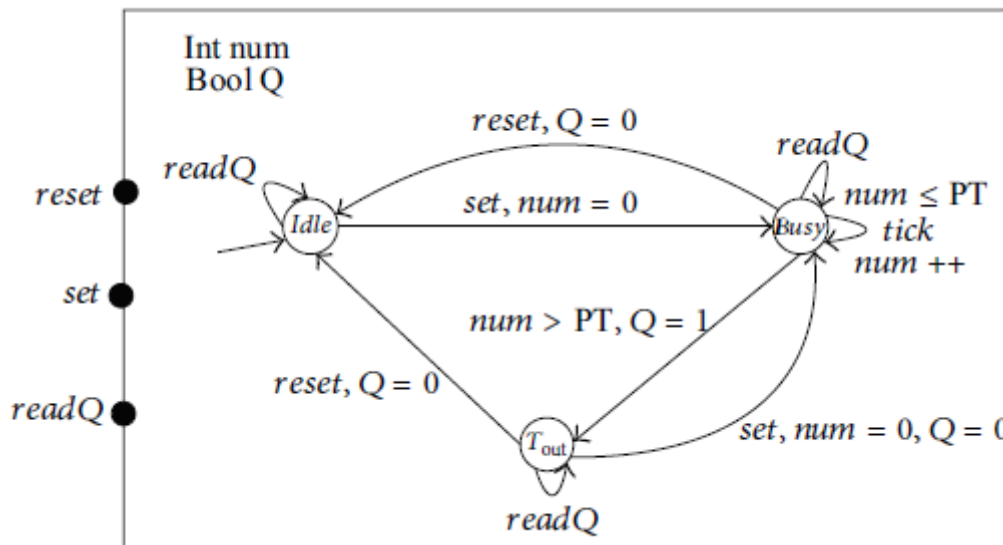 Int num
Bool Q
reset, Q = 0
readQ
readQ
reset
num ≤ PT
set, num = 0
Idle
Busy
tick
num ++
set
num > PT, Q = 1
reset, Q = 0
readQ
set, num = 0, Q = 0
Tout
readQ